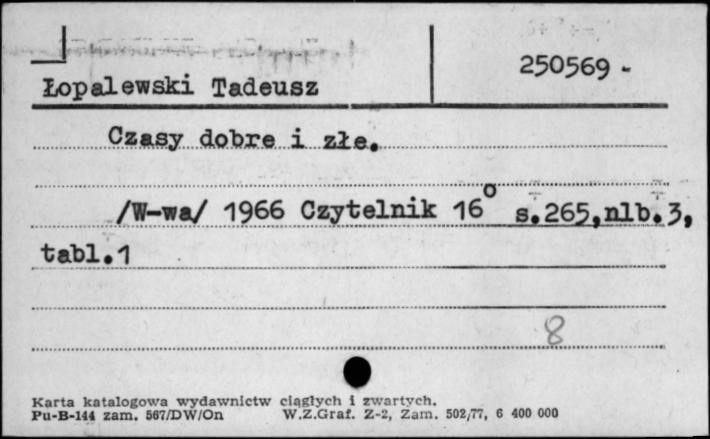 250569 -
Łopalewski Tadeusz
Czasy dobre i złe.
/W-wa/ 1966 Czytelnik 16° s.265,nlb.3,
tabl.1
8
Karta katalogowa wydawnictw ciągłych i zwartych.
Pu-B-144 zam. 567/DW/On W.Z.Graf. Z-2, Zam. 502/77, 6 400 000